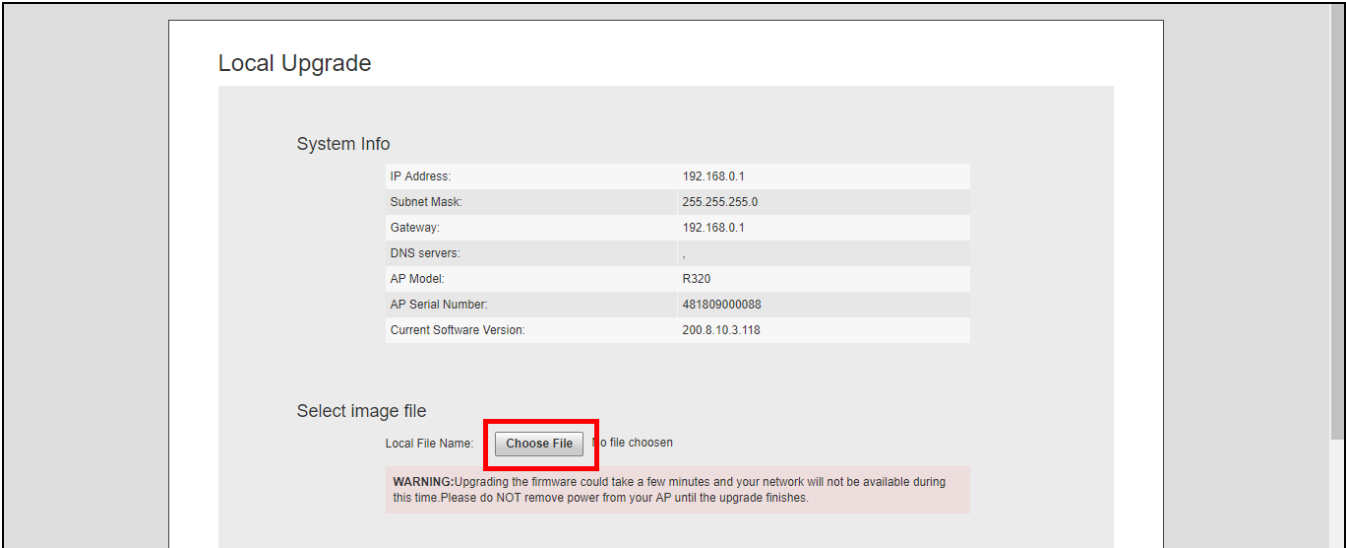 Local Upgrade
System Info
IP Address: 192.168.0.1
Subnet Mask: 255.255.255.0
Gateway: 192.168.0.1
DNS servers: ,
AP Model: R320
AP Serial Number: 481809000088
Current Software Version: 200.8.10.3.118
Select image file
Local File Name: Choose File No file choosen
WARNING:Upgrading the firmware could take a few minutes and your network will not be available during
this time.Please do NOT remove power from your AP until the upgrade finishes.